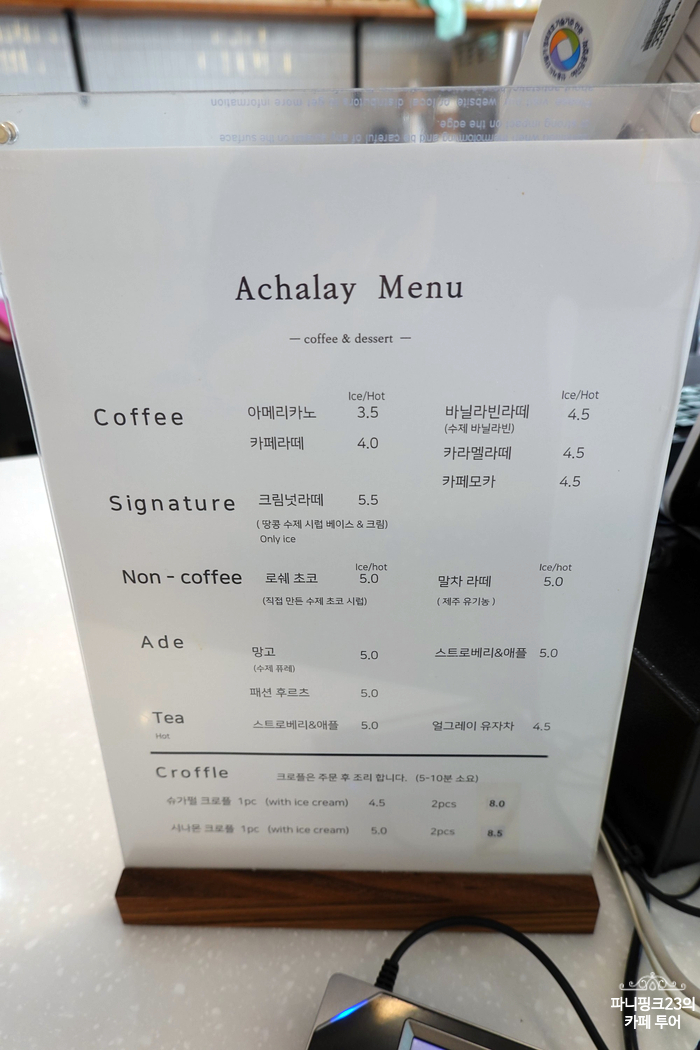 Achalay Menu
— coffee & dessert —
Coffee
Ice/Hot
아메리카노 3.5
카페라떼 4.0
Ice/Hot
바닐라빈라떼 4.5
(수제 바닐라빈)
카라멜라떼 4.5
카페모카 4.5
Signature 크림넛라떼 5.5
( 땅콩 수제 시럽 베이스 & 크림)
Only ice
Non - coffee
Ice/hot
로쉐 초코 5.0
(직접 만든 수제 초코 시럽)
Ice/hot
말차 라떼 5.0
( 제주 유기농 )
Ade
망고 5.0
(수제 퓨레)
스트로베리&애플 5.0
패션 후르츠 5.0
Tea 스트로베리&애플 5.0 얼그레이 유자차 4.5
Hot
Croffle 크로플은 주문 후 조리 합니다. (5-10분 소요)
슈가펄 크로플 1pc (with ice cream) 4.5 2pcs 8.0
시나몬 크로플 1pc (with ice cream) 5.0 2pcs 8.5
파니핑크23의
카페 투어